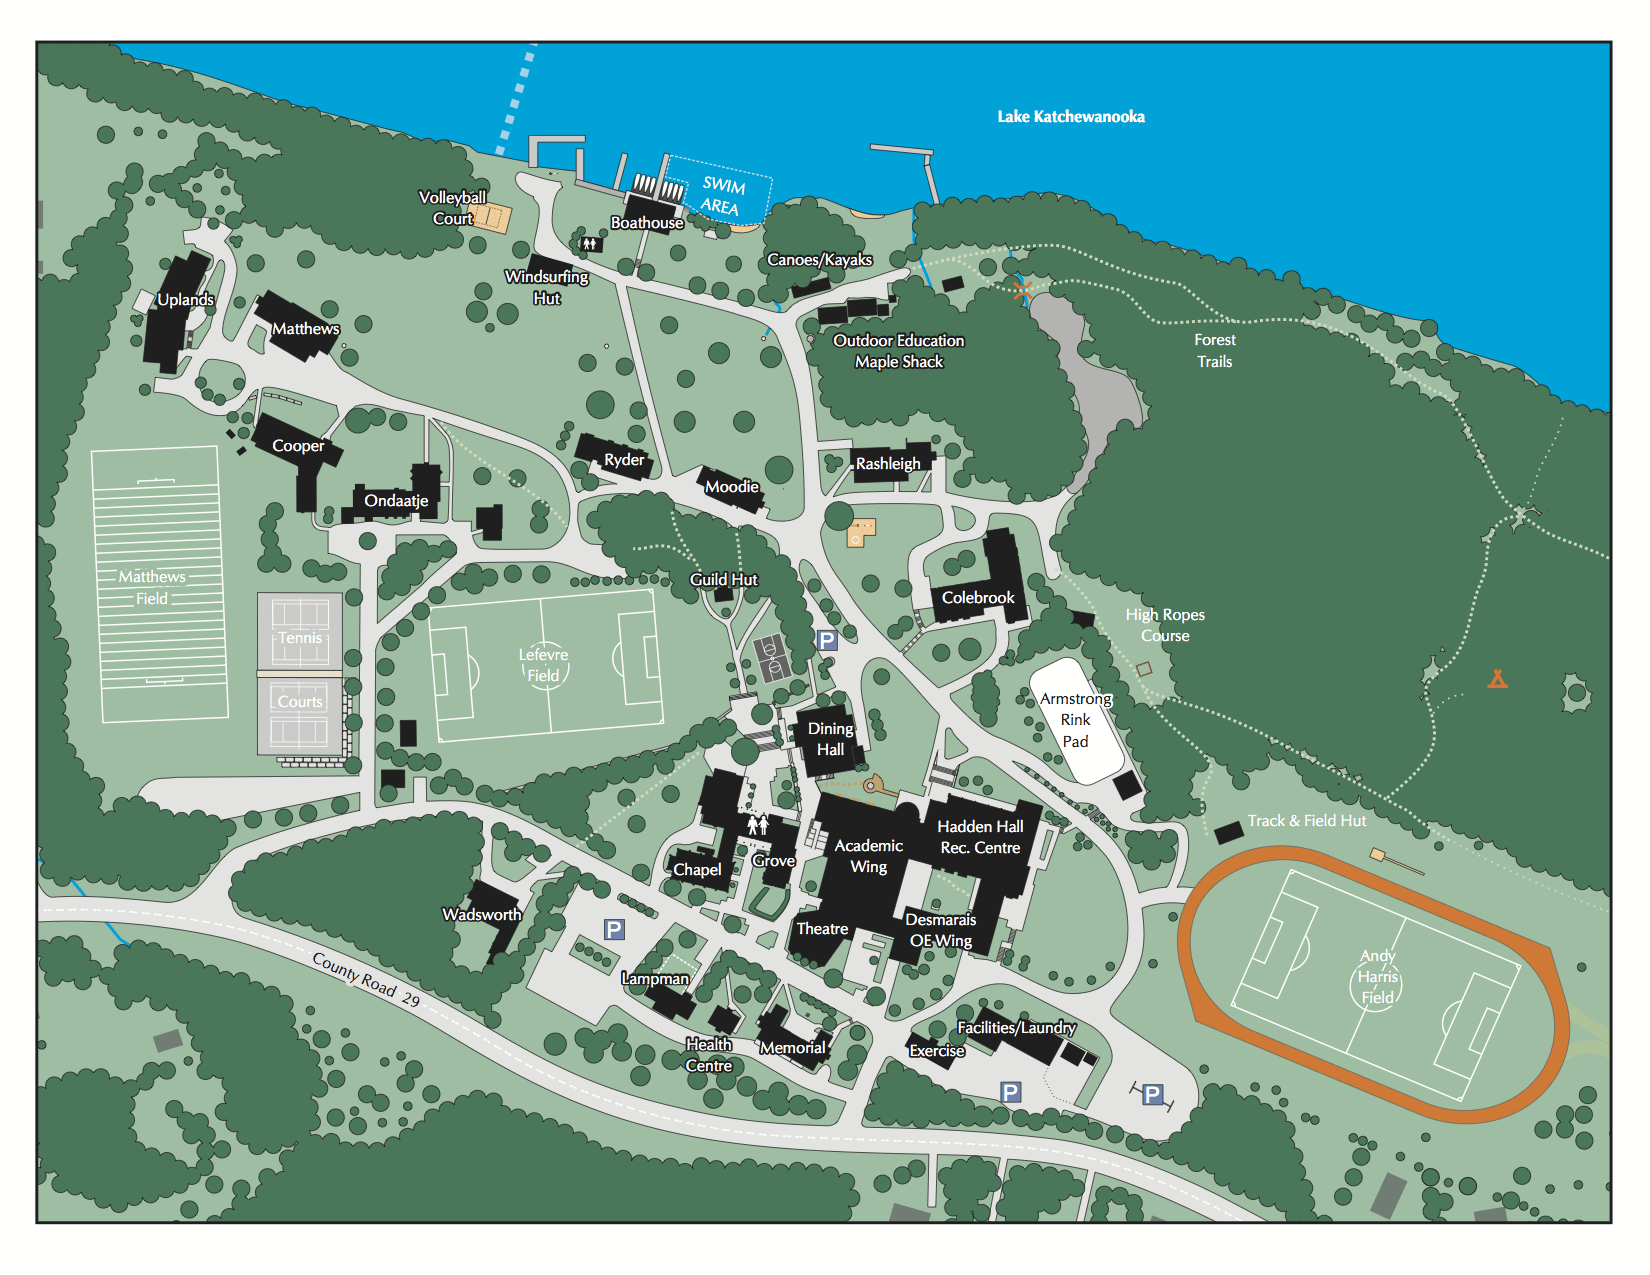 Lake Katchewanooka
SWIM
AREA
Volleyball
Court
Boathouse
Canoes/Kayaks
Windsurfing
Hut
Uplands
Matthews
Outdoor Education
Maple Shack
Forest
Trails
Cooper
Ryder
Rashleigh
Moodie
Ondaatje
Matthews
Field
Guild Hut
Colebrook
High Ropes
Course
Tennis
Courts
P
Lefevre
Field
Armstrong
Rink
Pad
Dining
Hall
Track & Field Hut
Hadden Hall
Rec. Centre
Academic
Wing
Grove
Chapel
Wadsworth
P
Theatre
Desmarais
OE Wing
Andy
Harris
Field
County Road 29
Lampman
Health
Centre
Memorial
Facilities/Laundry
Exercise
P
P